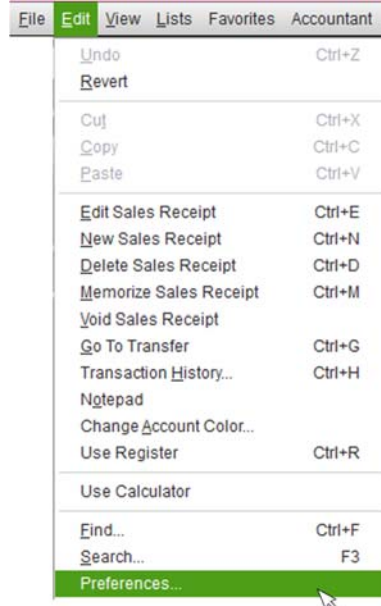 File Edit View Lists Favorites Accountant
Undo Ctrl+Z
Revert
Cut Ctrl+X
Copy Ctrl+C
Paste Ctrl+V
Edit Sales Receipt Ctrl+E
New Sales Receipt Ctrl+N
Delete Sales Receipt Ctrl+D
Memorize Sales Receipt Ctrl+M
Void Sales Receipt
Go To Transfer Ctrl+G
Transaction History... Ctrl+H
Notepad
Change Account Color...
Use Register Ctrl+R
Use Calculator
Find... Ctrl+F
Search... F3
Preferences...